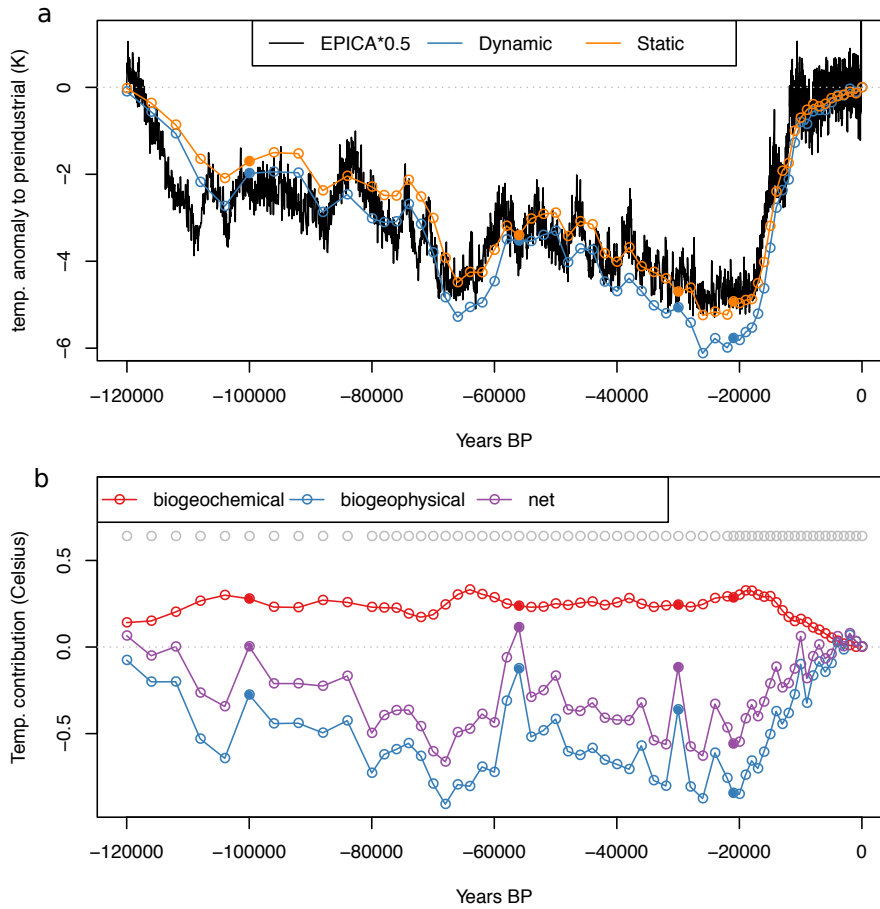 a
EPICA*0.5 Dynamic Static
temp. anomaly to preindustrial (K)
0
−2
−4
−6
−120000 −100000 −80000 −60000 −40000 −20000 0
Years BP
b
biogeochemical biogeophysical net
Temp. contribution (Celsius)
0.5
0.0
−0.5
−120000 −100000 −80000 −60000 −40000 −20000 0
Years BP